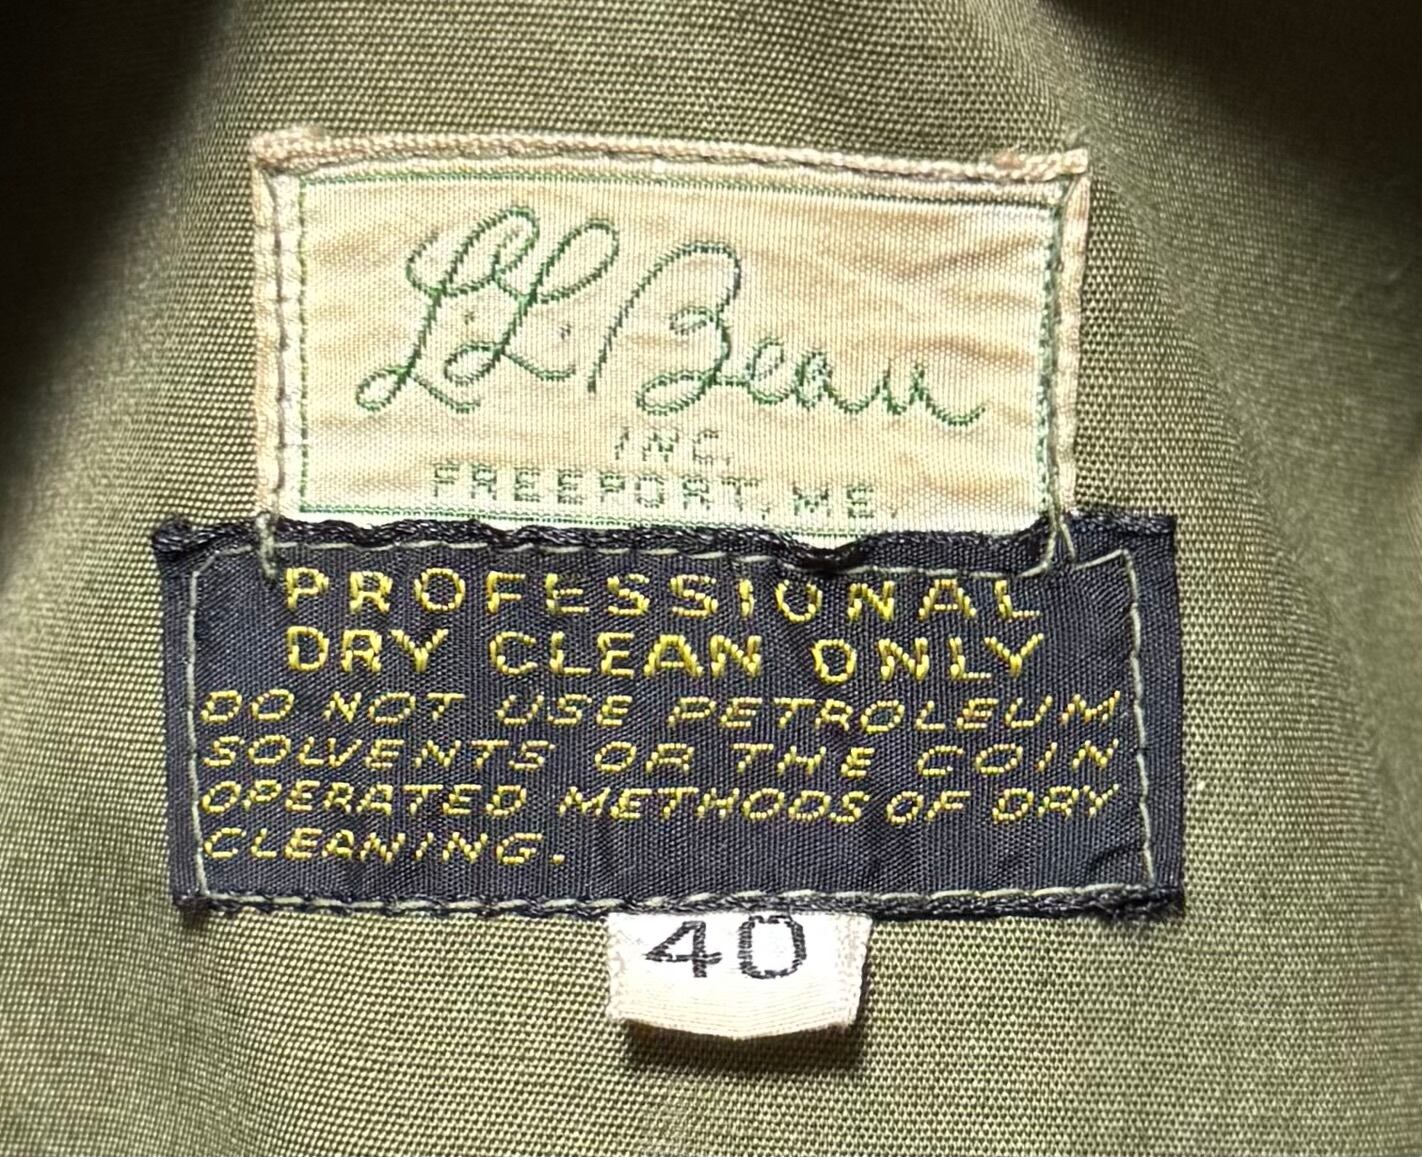 L.L. Bean
INC.
FREEPORT, ME.
PROFESSIONAL
DRY CLEAN ONLY
DO NOT USE PETROLEUM
SOLVENTS OR THE COIN
OPERATED METHODS OF DRY
CLEANING.
40